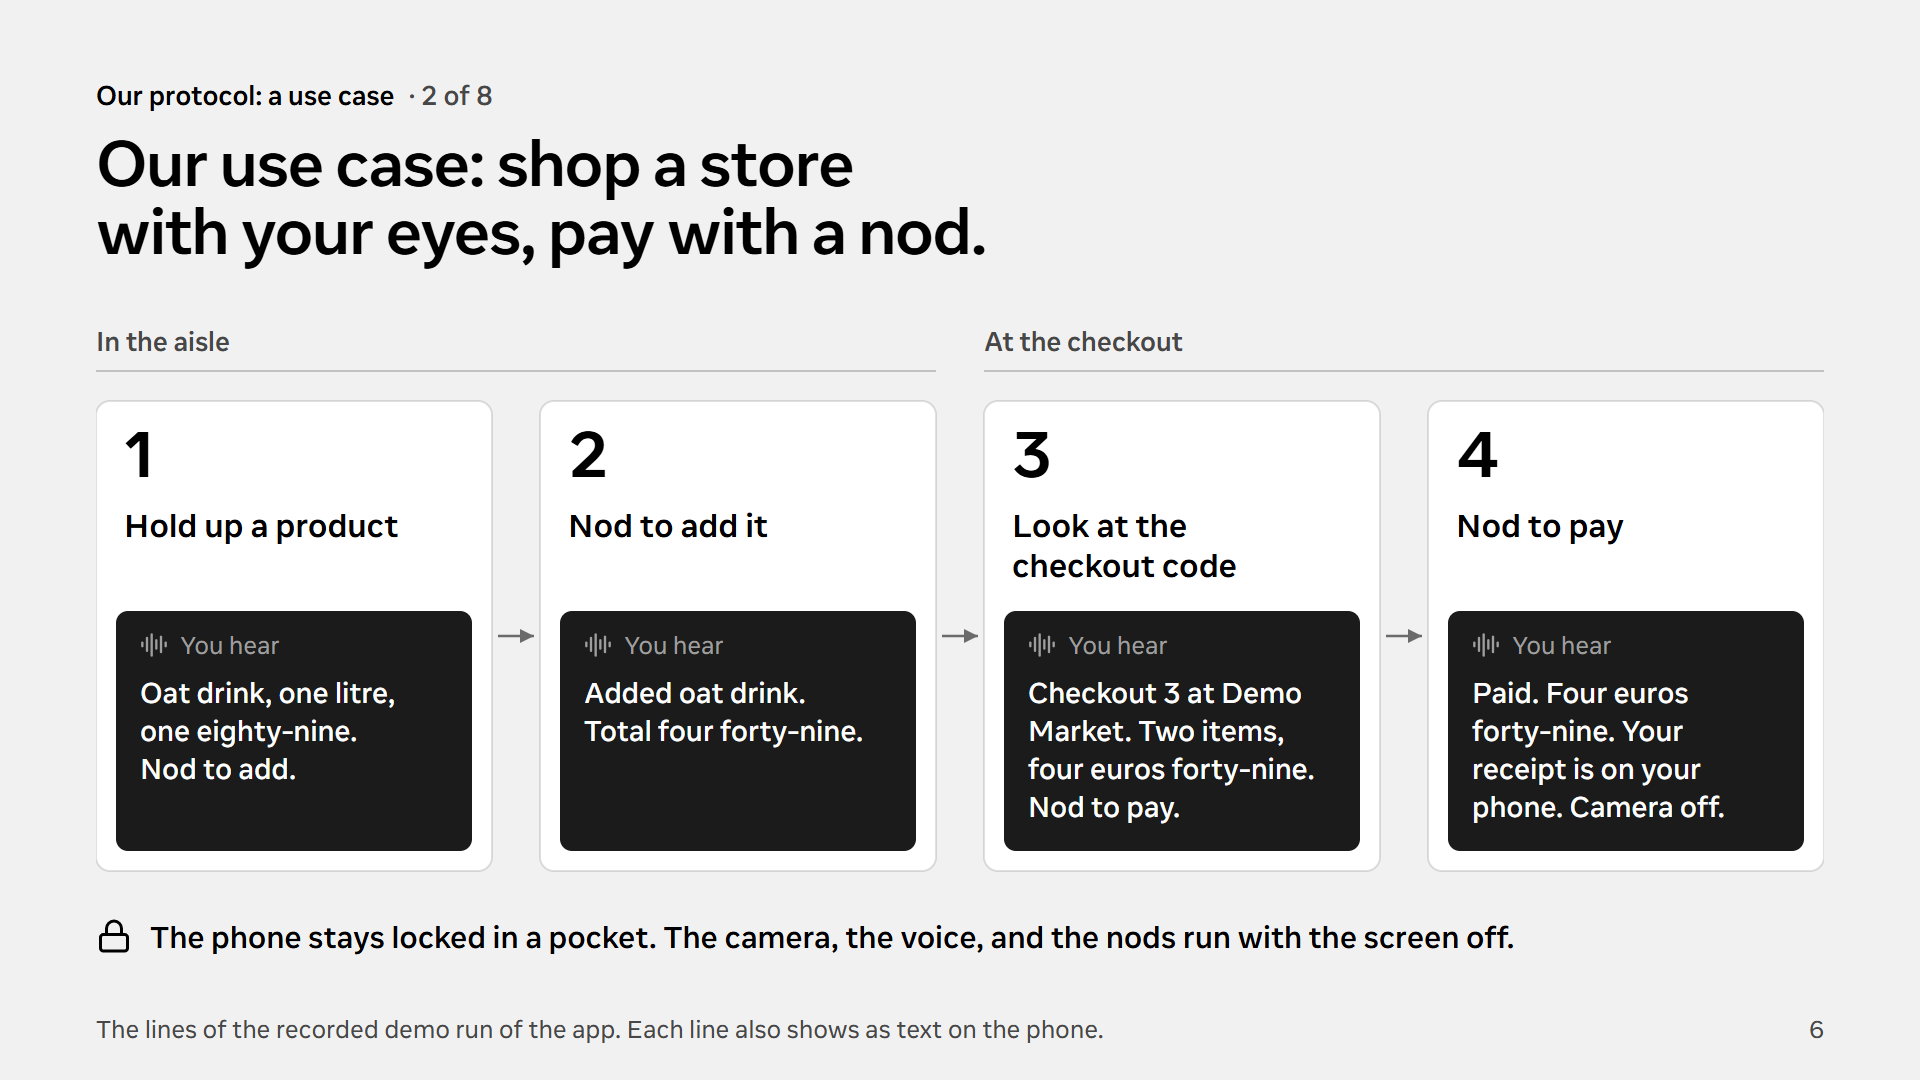 Our protocol: a use case · 2 of 8
Our use case: shop a store
with your eyes, pay with a nod.
In the aisle
At the checkout
1
Hold up a product
You hear
Oat drink, one litre,
one eighty-nine.
Nod to add.
2
Nod to add it
You hear
Added oat drink.
Total four forty-nine.
3
Look at the
checkout code
You hear
Checkout 3 at Demo
Market. Two items,
four euros forty-nine.
Nod to pay.
4
Nod to pay
You hear
Paid. Four euros
forty-nine. Your
receipt is on your
phone. Camera off.
The phone stays locked in a pocket. The camera, the voice, and the nods run with the screen off.
The lines of the recorded demo run of the app. Each line also shows as text on the phone.
6